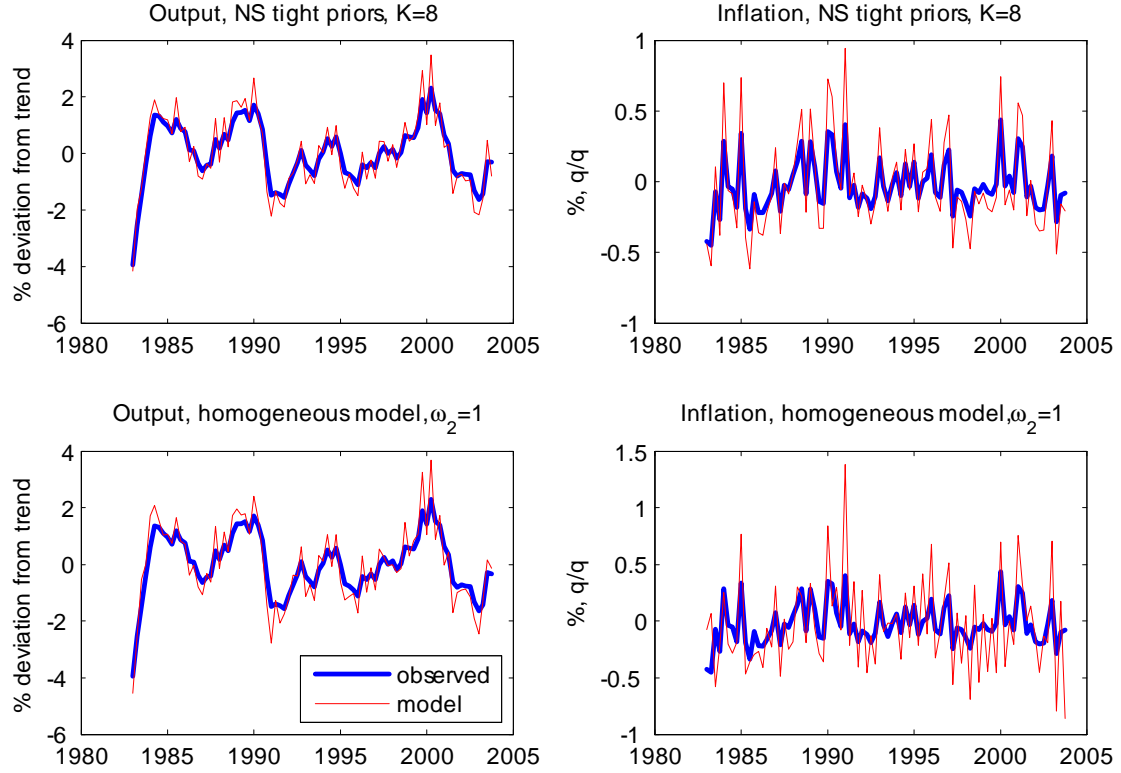 Output, NS tight priors, K=8
4
2
0
-2
-4
-6
% deviation from trend
1980 1985 1990 1995 2000 2005
Inflation, NS tight priors, K=8
1
0.5
0
-0.5
-1
%, q/q
1980 1985 1990 1995 2000 2005
Output, homogeneous model, ω₂=1
4
2
0
-2
-4
-6
% deviation from trend
observed
model
1980 1985 1990 1995 2000 2005
Inflation, homogeneous model,ω₂=1
1.5
1
0.5
0
-0.5
-1
%, q/q
1980 1985 1990 1995 2000 2005